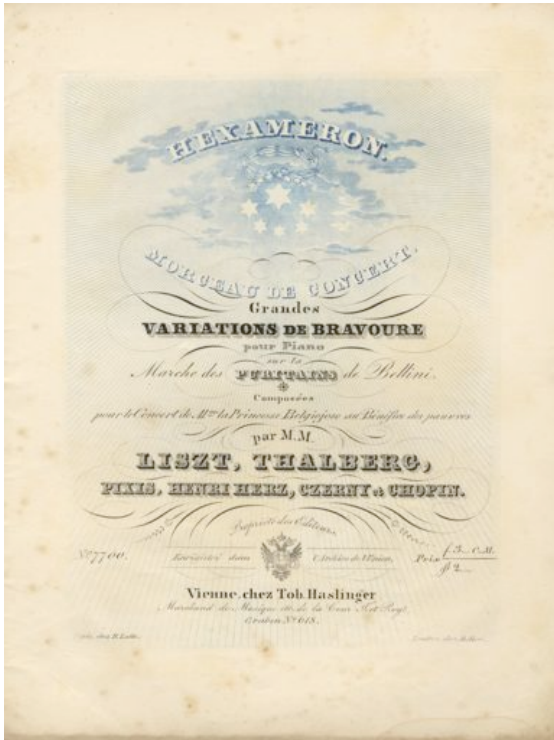 HEXAMERON.
MORCEAU DE CONCERT.
Grandes
VARIATIONS DE BRAVOURE
pour Piano
sur la
Marche des PURITAINS de Bellini,
Composées
pour le Concert de Mme la Princesse Belgiojoso au Bénéfice des pauvres
par M.M.
LISZT, THALBERG,
PIXIS, HENRI HERZ, CZERNY et CHOPIN.
Propriété des Editeurs.
No 7700.
Enregistré dans l'Archive de l'Union.
Prix f. 3._ C.M.
Vienne, chez Tob. Haslinger
Marchand de Musique etc. de la Cour
Graben No 618.